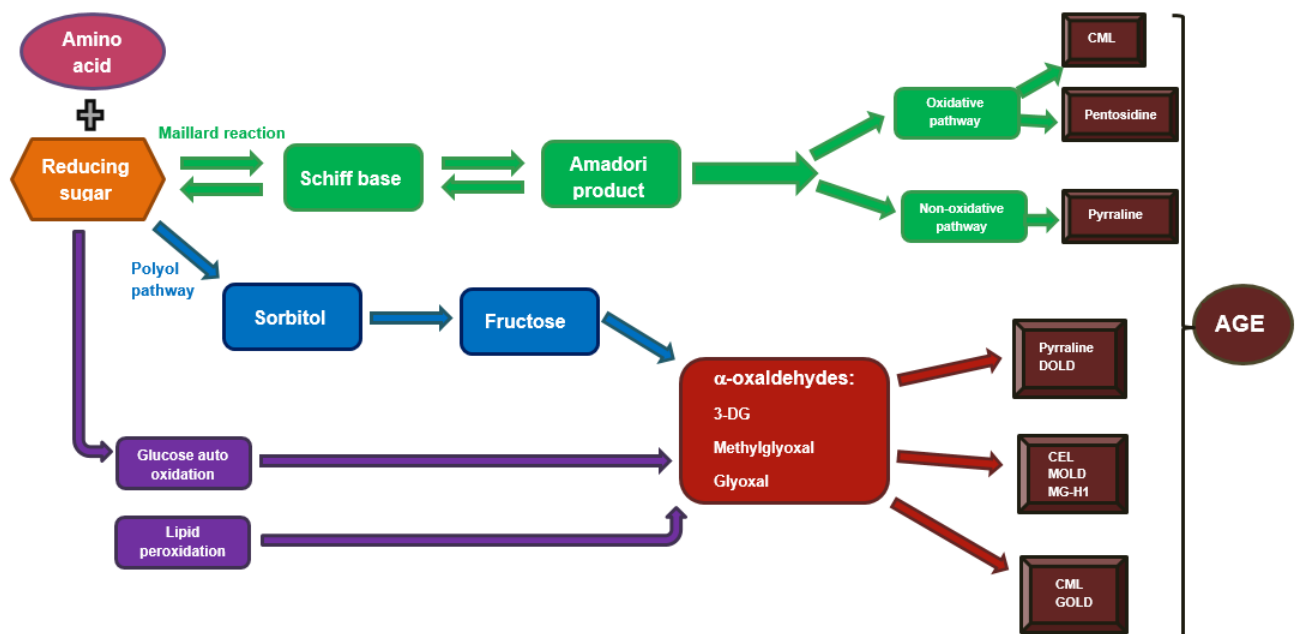 Amino
acid
Maillard reaction
Reducing
sugar
Schiff base
Amadori
product
Oxidative
pathway
CML
Pentosidine
Non-oxidative
pathway
Pyrraline
Polyol
pathway
Sorbitol
Fructose
AGE
α-oxaldehydes:
3-DG
Methylglyoxal
Glyoxal
Pyrraline
DOLD
Glucose auto
oxidation
CEL
MOLD
MG-H1
Lipid
peroxidation
CML
GOLD